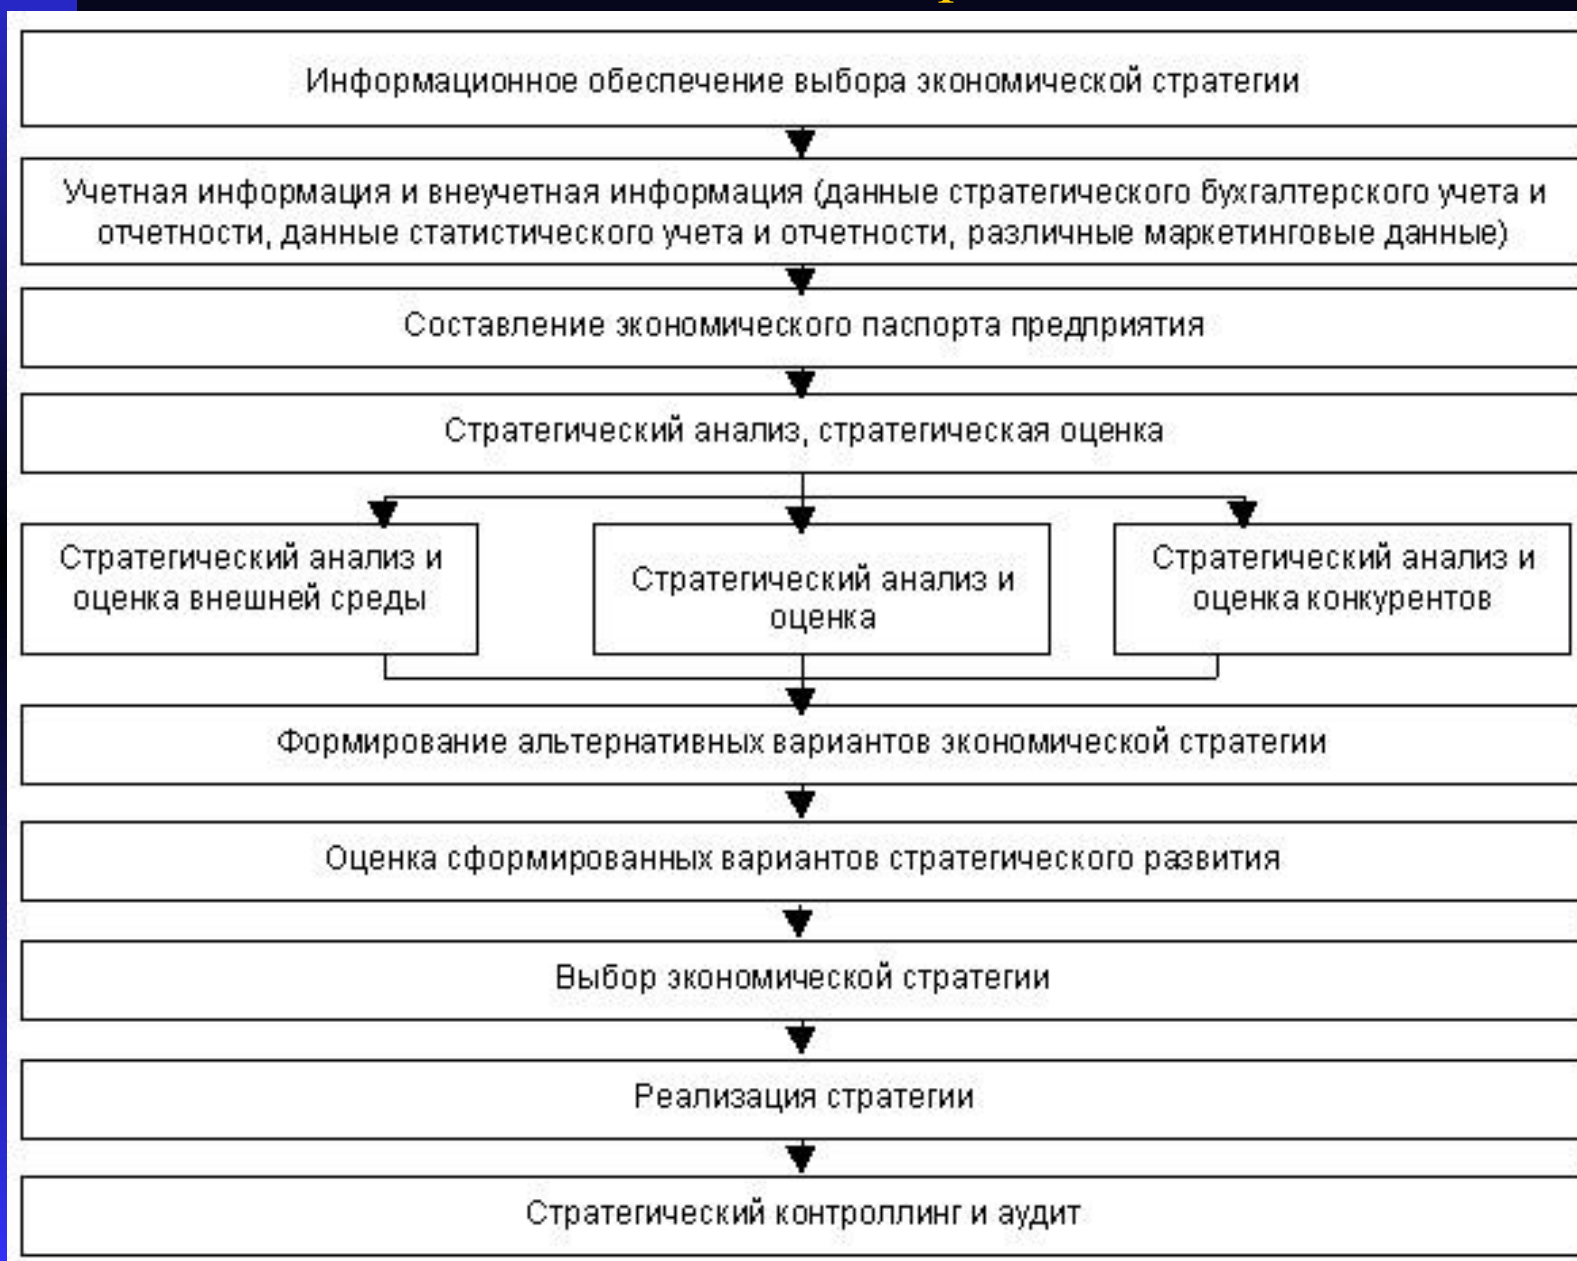 Информационное обеспечение выбора экономической стратегии
Учетная информация и внеучетная информация (данные стратегического бухгалтерского учета и
отчетности, данные статистического учета и отчетности, различные маркетинговые данные)
Составление экономического паспорта предприятия
Стратегический анализ, стратегическая оценка
Стратегический анализ и
оценка внешней среды
Стратегический анализ и
оценка
Стратегический анализ и
оценка конкурентов
Формирование альтернативных вариантов экономической стратегии
Оценка сформированных вариантов стратегического развития
Выбор экономической стратегии
Реализация стратегии
Стратегический контроллинг и аудит